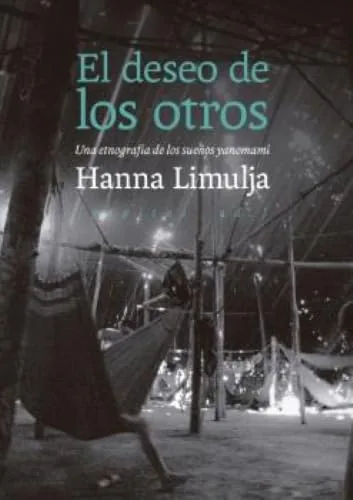 El deseo de
los otros
Una etnografía de los sueños yanomami
Hanna Limulja